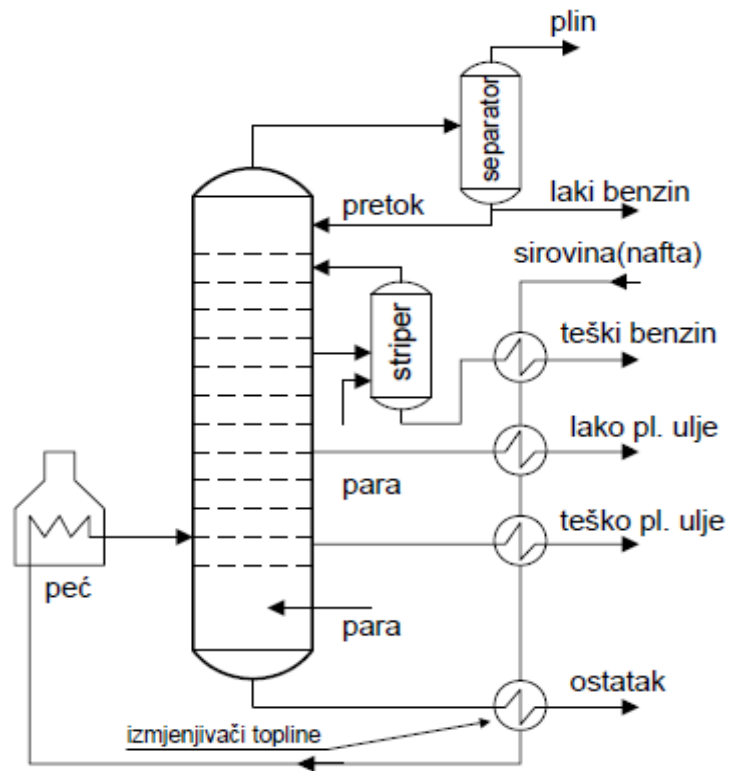 plin
separator
laki benzin
pretok
sirovina(nafta)
striper
teški benzin
lako pl. ulje
para
teško pl. ulje
peć
para
ostatak
izmjenjivači topline